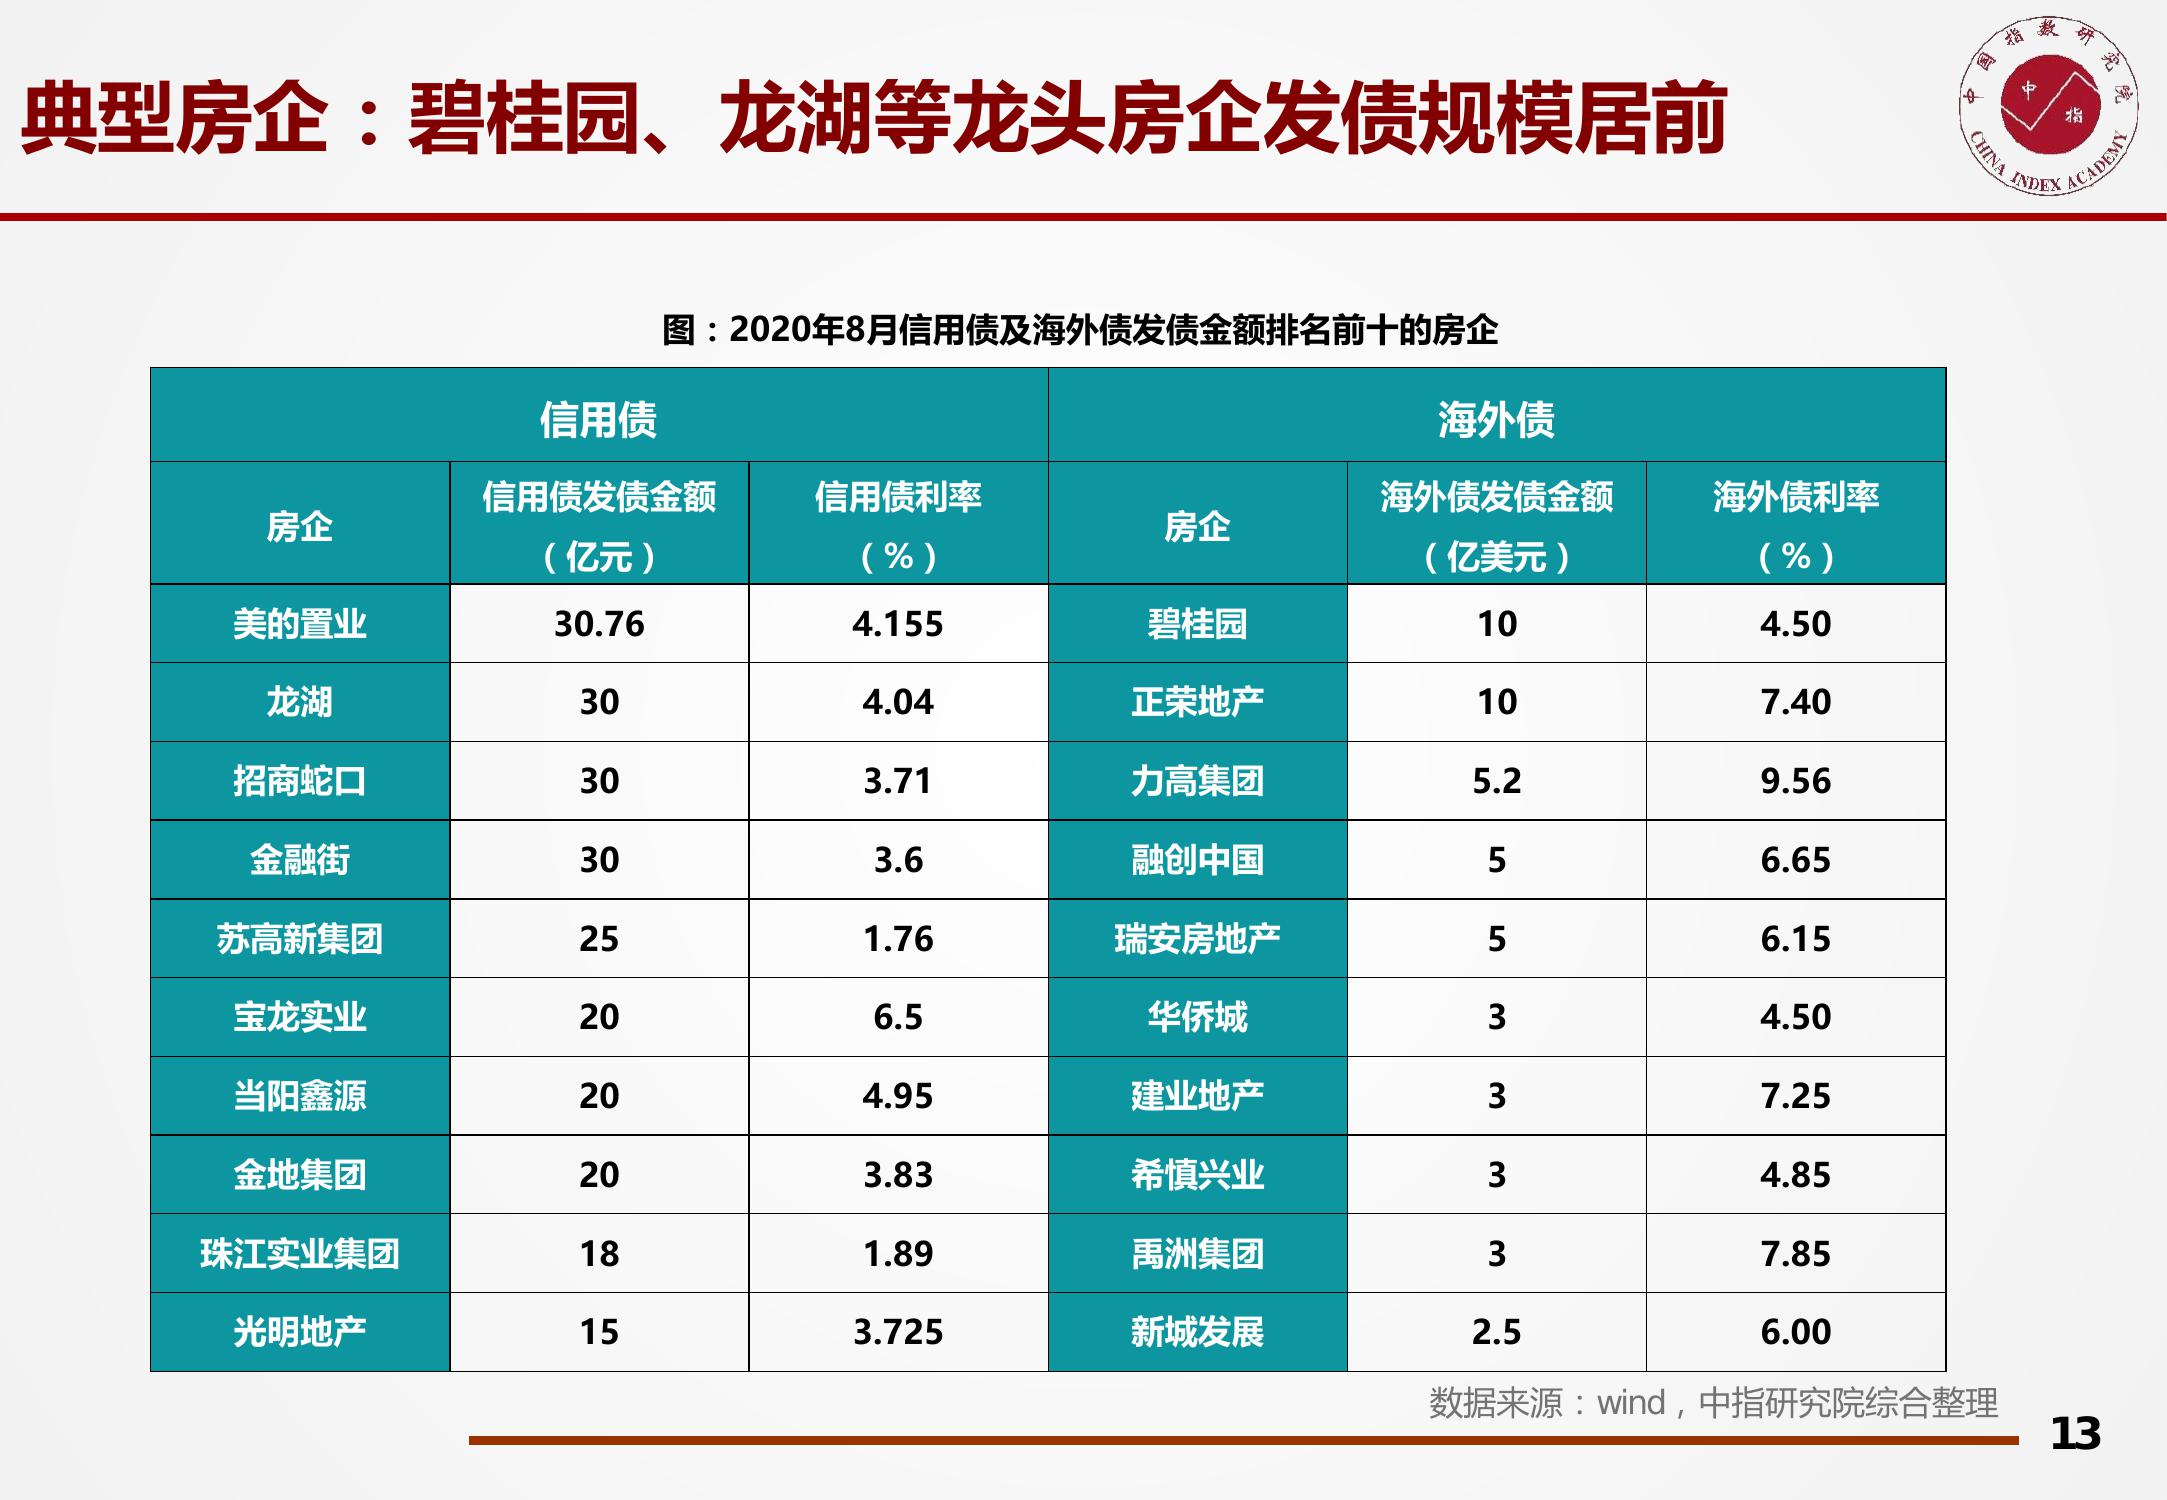 典型房企：碧桂园、龙湖等龙头房企发债规模居前
中国指数研究院
中指
CHINA INDEX ACADEMY
图：2020年8月信用债及海外债发债金额排名前十的房企
信用债 海外债
房企 信用债发债金额（亿元） 信用债利率（%） 房企 海外债发债金额（亿美元） 海外债利率（%）
美的置业 30.76 4.155 碧桂园 10 4.50
龙湖 30 4.04 正荣地产 10 7.40
招商蛇口 30 3.71 力高集团 5.2 9.56
金融街 30 3.6 融创中国 5 6.65
苏高新集团 25 1.76 瑞安房地产 5 6.15
宝龙实业 20 6.5 华侨城 3 4.50
当阳鑫源 20 4.95 建业地产 3 7.25
金地集团 20 3.83 希慎兴业 3 4.85
珠江实业集团 18 1.89 禹洲集团 3 7.85
光明地产 15 3.725 新城发展 2.5 6.00
数据来源：wind，中指研究院综合整理
13